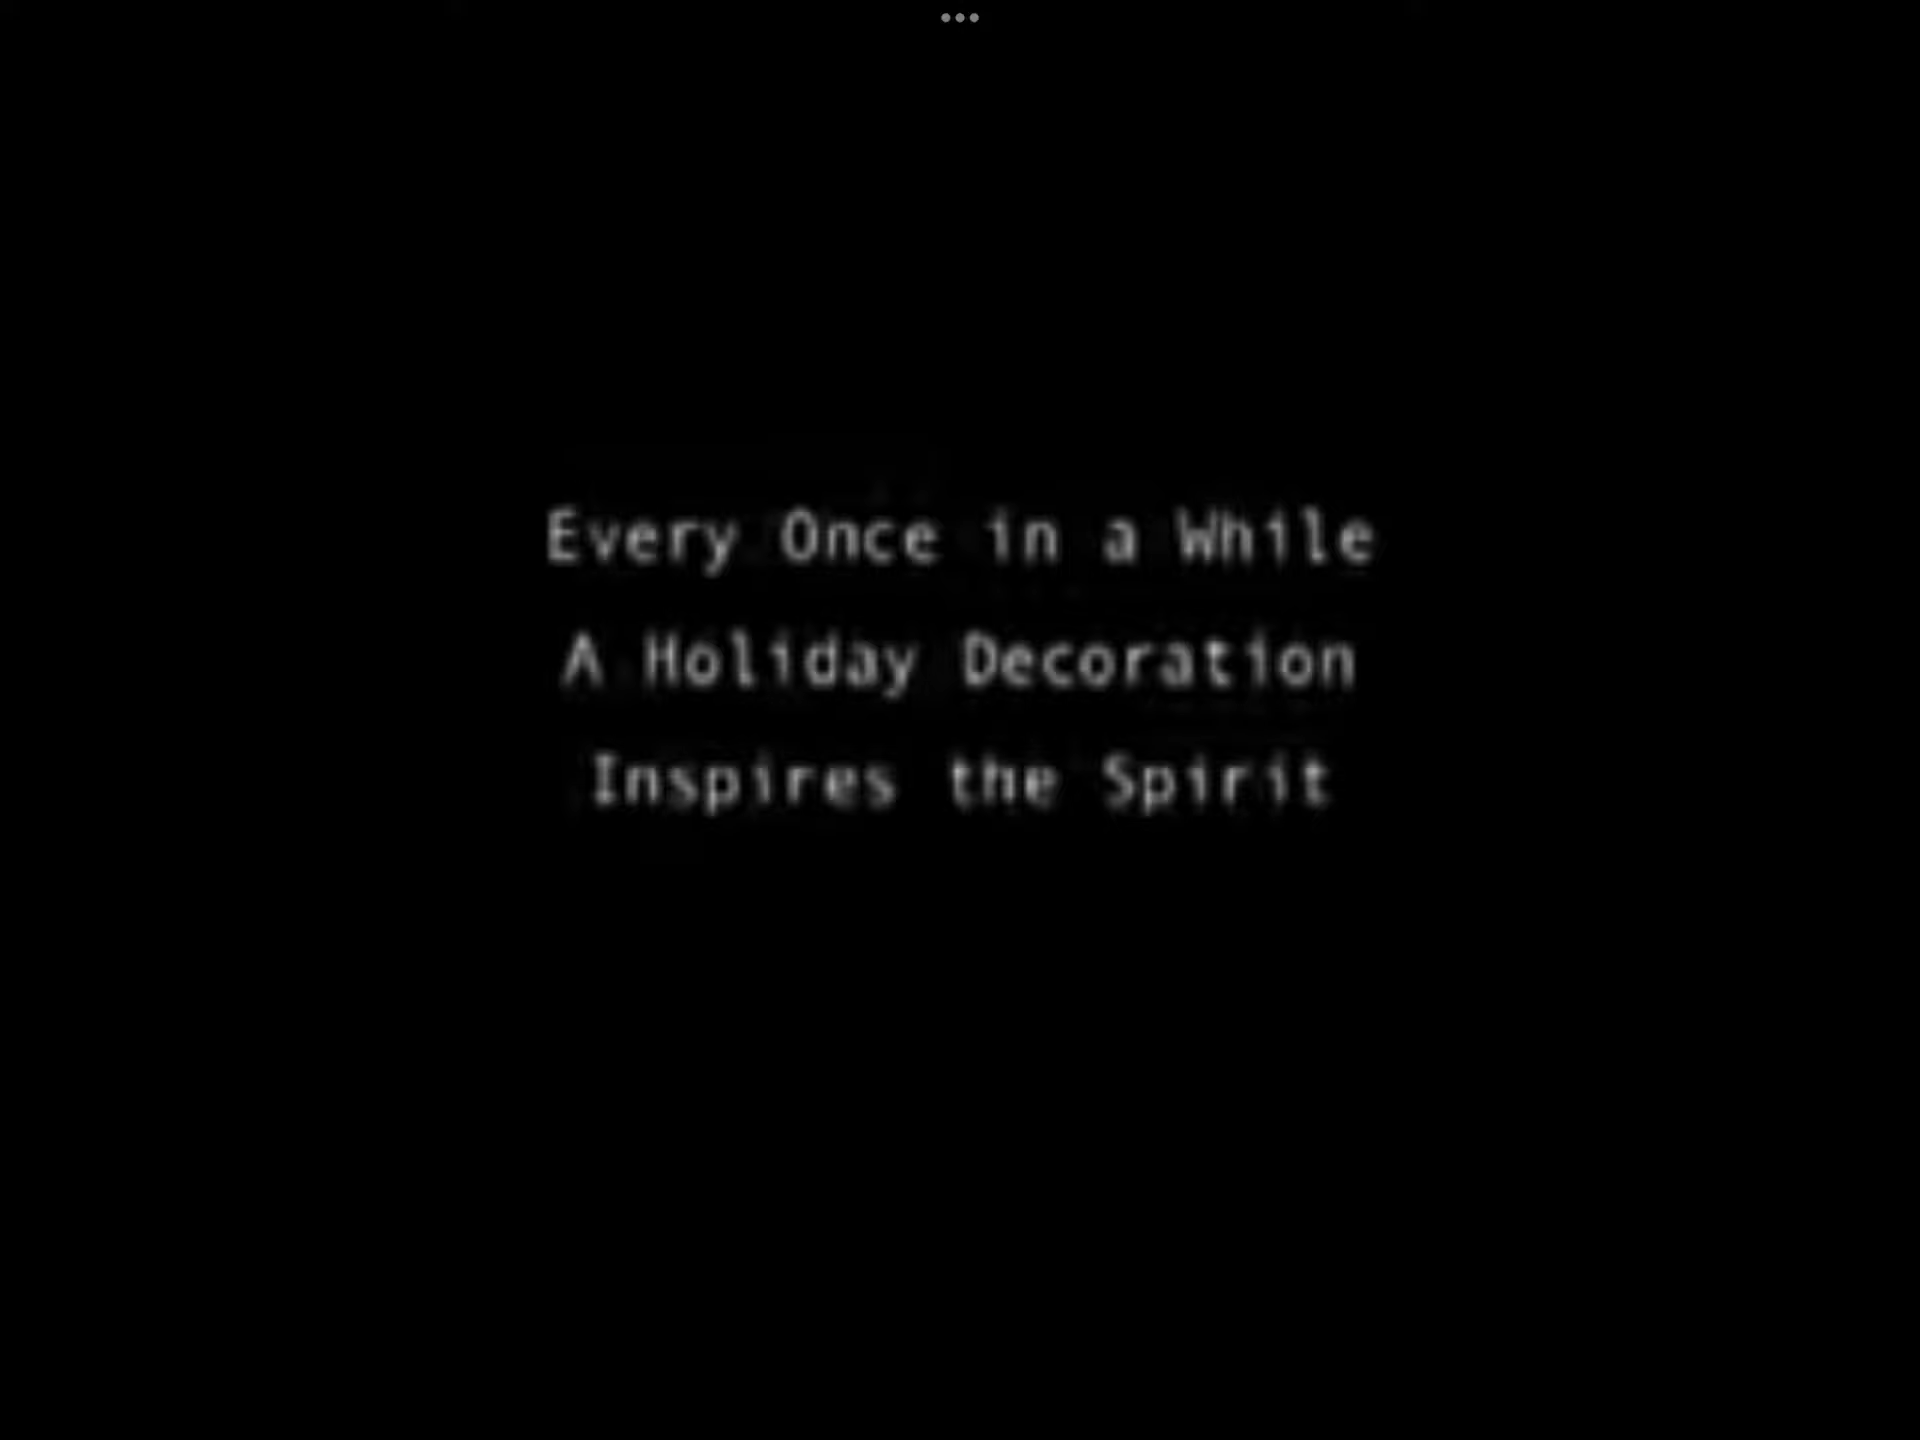 Every Once in a While
A Holiday Decoration
Inspires the Spirit